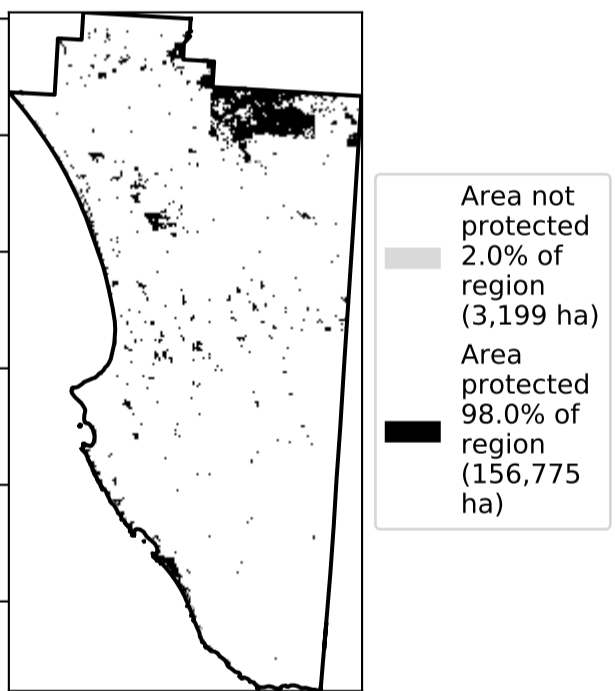 Area not
protected
2.0% of
region
(3,199 ha)
Area
protected
98.0% of
region
(156,775
ha)